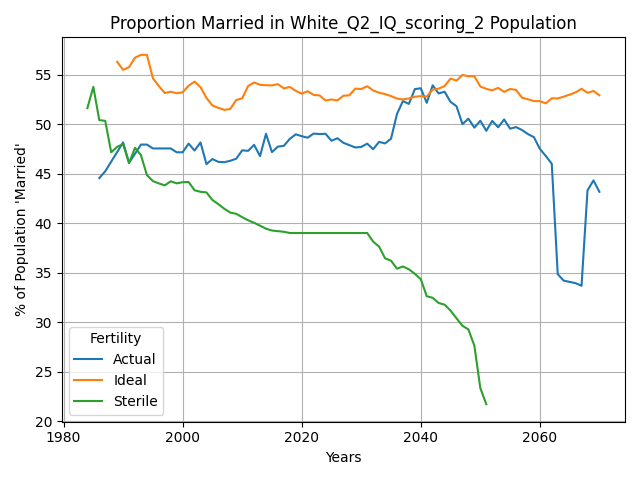 Proportion Married in White_Q2_IQ_scoring_2 Population
% of Population 'Married'
55
50
45
40
35
30
25
20
Fertility
Actual
Ideal
Sterile
1980
2000
2020
2040
2060
Years